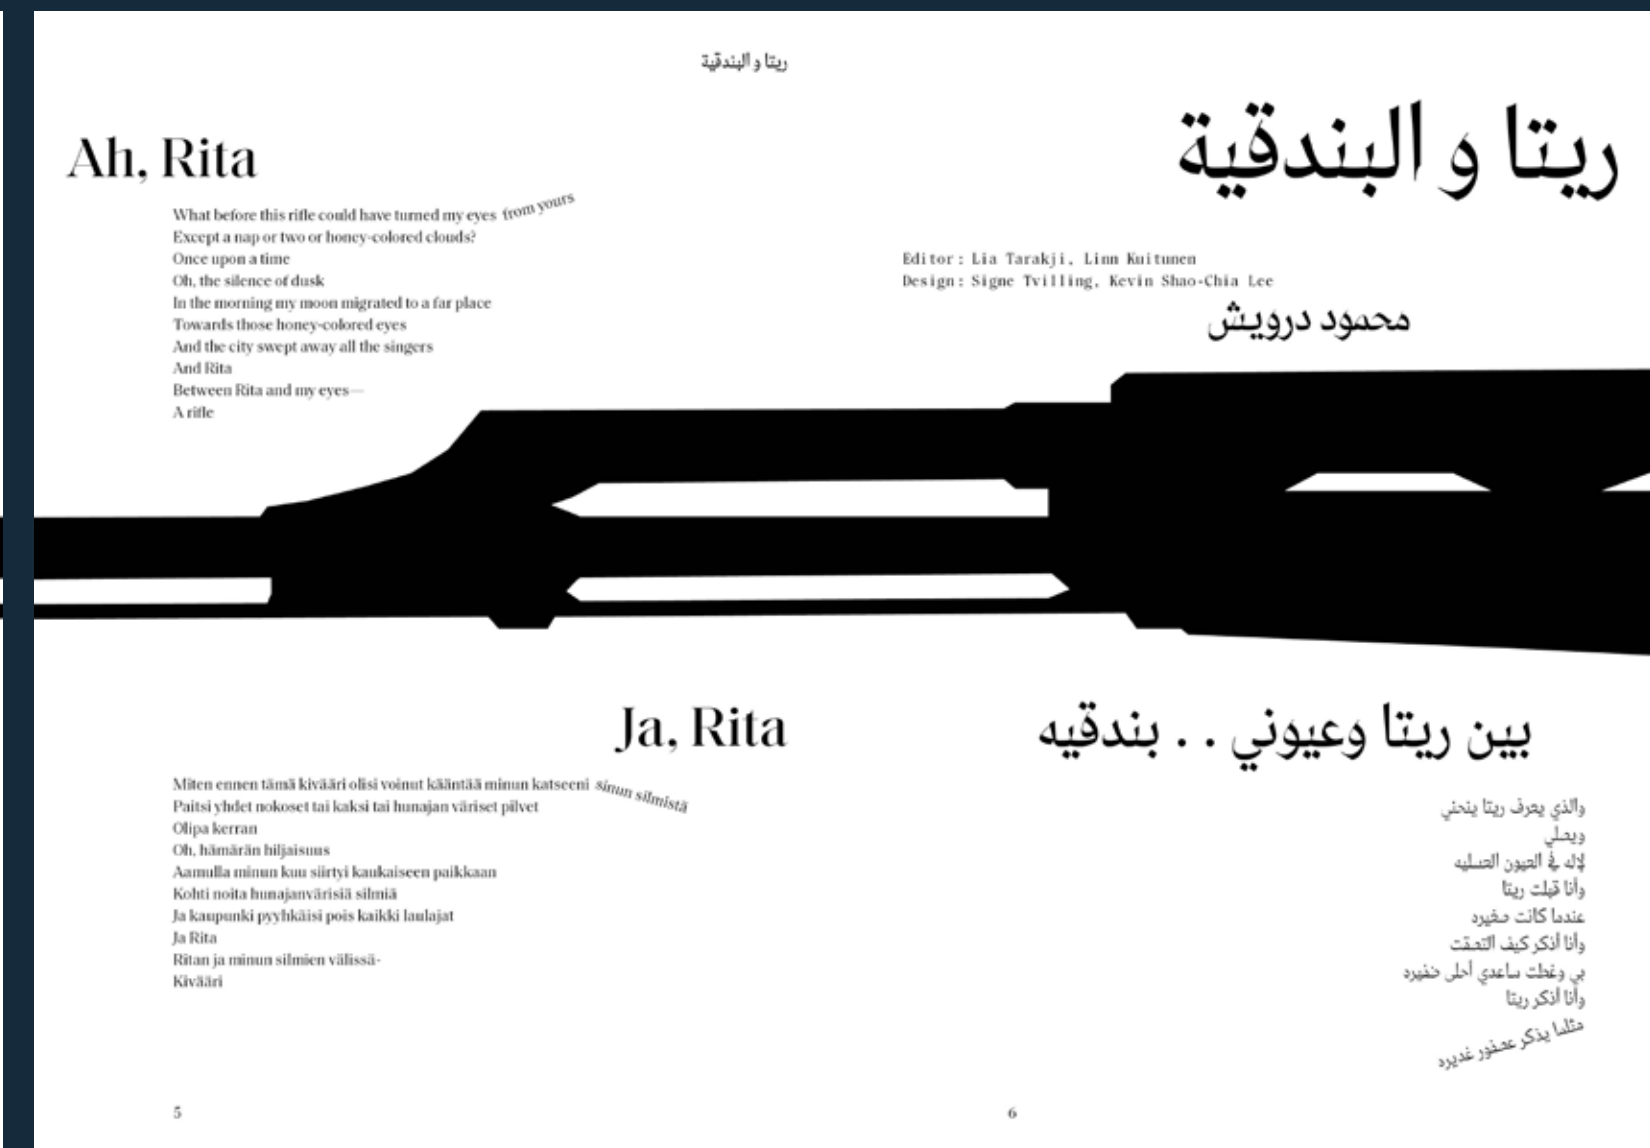 ريتا و البندقية
Ah, Rita
What before this rifle could have turned my eyes from yours
Except a nap or two or honey-colored clouds?
Once upon a time
Oh, the silence of dusk
In the morning my moon migrated to a far place
Towards those honey-colored eyes
And the city swept away all the singers
And Rita
Between Rita and my eyes—
A rifle
Ja, Rita
Miten ennen tämä kivääri olisi voinut kääntää minun katseeni sinun silmistä
Paitsi yhdet nokoset tai kaksi tai hunajan väriset pilvet
Olipa kerran
Oh, hämärän hiljaisuus
Aamulla minun kuu siirtyi kaukaiseen paikkaan
Kohti noita hunajanvärisiä silmiä
Ja kaupunki pyyhkäisi pois kaikki laulajat
Ja Rita
Ritan ja minun silmien välissä-
Kivääri
5
ريتا و البندقية
Editor: Lia Tarakji, Linn Kuitunen
Design: Signe Tvilling, Kevin Shao-Chia Lee
محمود درويش
بين ريتا وعيوني . . بندقيه
والذي يعرف ريتا ينحني
ويصلي
لإله في العيون العسليه
وأنا قبلت ريتا
عندما كانت صغيره
وأنا أذكر كيف التصقت
بي وغطت ساعدي أحلى ضفيره
وأنا أذكر ريتا
مثلما يذكر عصفور غديره
6